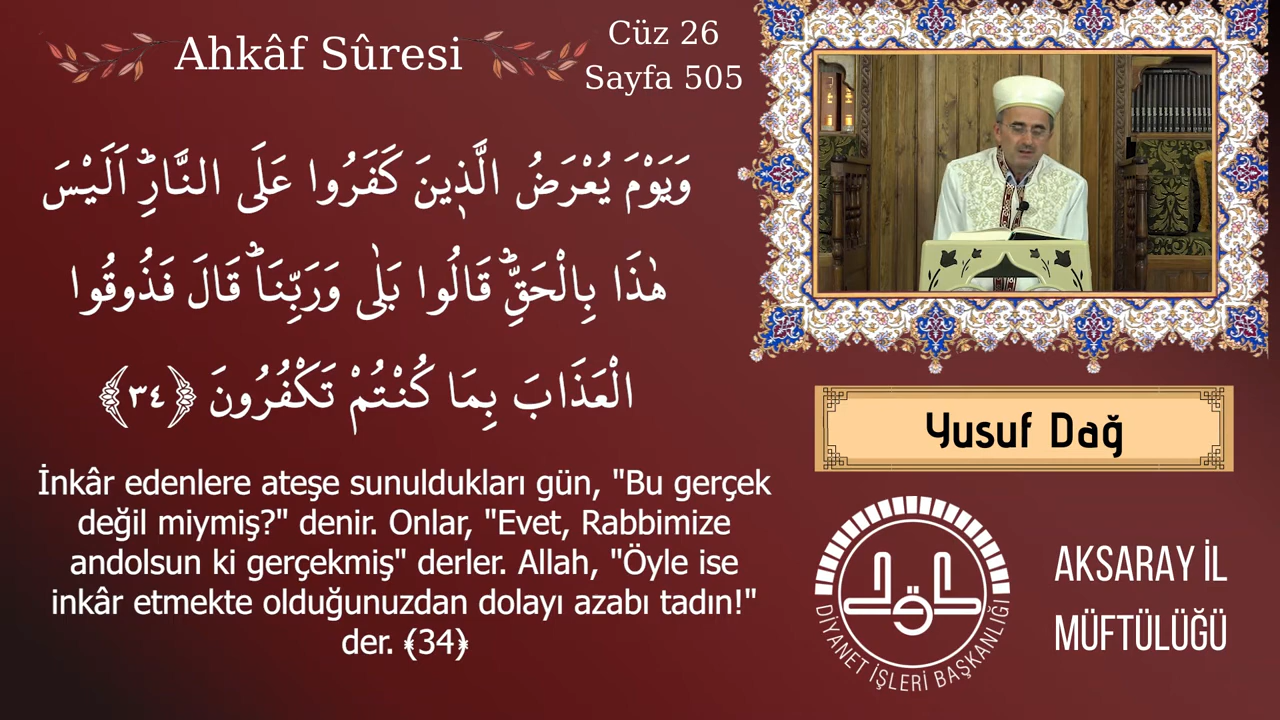 Ahkâf Sûresi
Cüz 26
Sayfa 505
وَيَوْمَ يُعْرَضُ الَّذ۪ينَ كَفَرُوا عَلَى النَّارِۜ اَلَيْسَ
هٰذَا بِالْحَقِّۜ قَالُوا بَلٰى وَرَبِّنَاۜ قَالَ فَذُوقُوا
الْعَذَابَ بِمَا كُنْتُمْ تَكْفُرُونَ ﴿٣٤﴾
İnkâr edenlere ateşe sunuldukları gün, "Bu gerçek
değil miymiş?" denir. Onlar, "Evet, Rabbimize
andolsun ki gerçekmiş" derler. Allah, "Öyle ise
inkâr etmekte olduğunuzdan dolayı azabı tadın!"
der. ﴾34﴿
Yusuf Dağ
DİYANET İŞLERİ BAŞKANLIĞI
AKSARAY İL
MÜFTÜLÜĞÜ